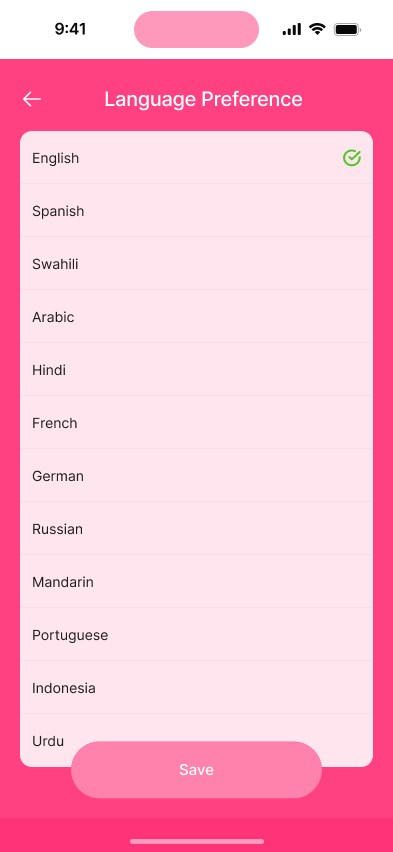 9:41
Language Preference
English
Spanish
Swahili
Arabic
Hindi
French
German
Russian
Mandarin
Portuguese
Indonesia
Urdu
Save